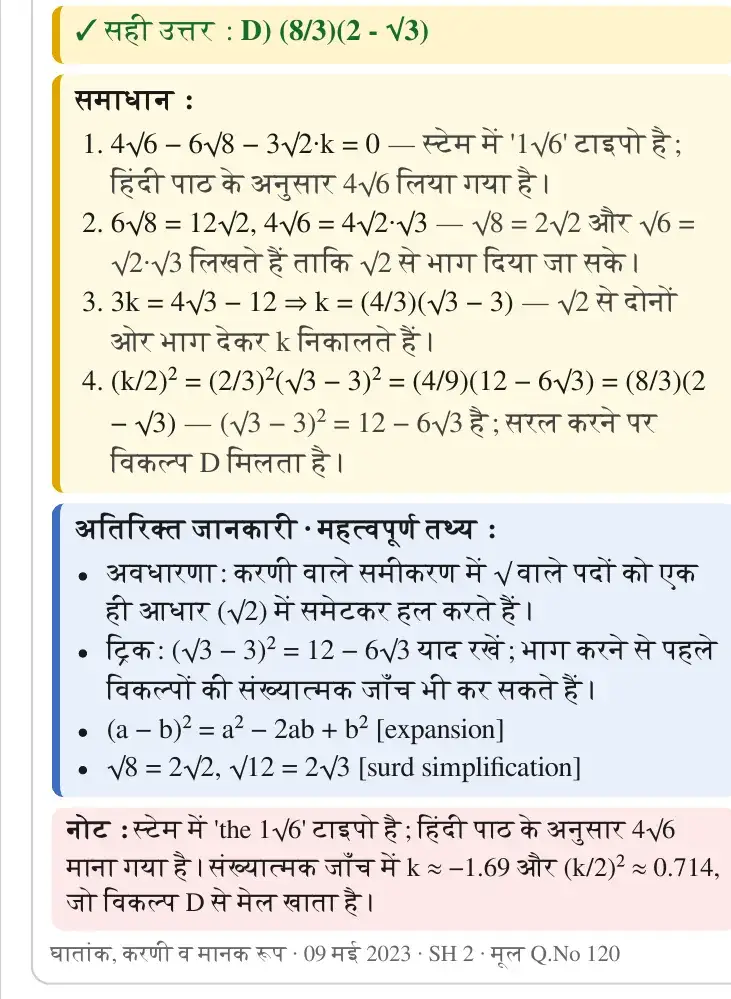 ✓ सही उत्तर : D) (8/3)(2 - √3)
समाधान :
1. 4√6 − 6√8 − 3√2·k = 0 — स्टेम में '1√6' टाइपो है ;
हिंदी पाठ के अनुसार 4√6 लिया गया है।
2. 6√8 = 12√2, 4√6 = 4√2·√3 — √8 = 2√2 और √6 =
√2·√3 लिखते हैं ताकि √2 से भाग दिया जा सके।
3. 3k = 4√3 − 12 ⇒ k = (4/3)(√3 − 3) — √2 से दोनों
ओर भाग देकर k निकालते हैं।
4. (k/2)² = (2/3)²(√3 − 3)² = (4/9)(12 − 6√3) = (8/3)(2
− √3) — (√3 − 3)² = 12 − 6√3 है ; सरल करने पर
विकल्प D मिलता है।
अतिरिक्त जानकारी · महत्वपूर्ण तथ्य :
• अवधारणा : करणी वाले समीकरण में √ वाले पदों को एक
ही आधार (√2) में समेटकर हल करते हैं।
• ट्रिक : (√3 − 3)² = 12 − 6√3 याद रखें ; भाग करने से पहले
विकल्पों की संख्यात्मक जाँच भी कर सकते हैं।
• (a − b)² = a² − 2ab + b² [expansion]
• √8 = 2√2, √12 = 2√3 [surd simplification]
नोट : स्टेम में 'the 1√6' टाइपो है ; हिंदी पाठ के अनुसार 4√6
माना गया है। संख्यात्मक जाँच में k ≈ −1.69 और (k/2)² ≈ 0.714,
जो विकल्प D से मेल खाता है।
घातांक, करणी व मानक रूप · 09 मई 2023 · SH 2 · मूल Q.No 120